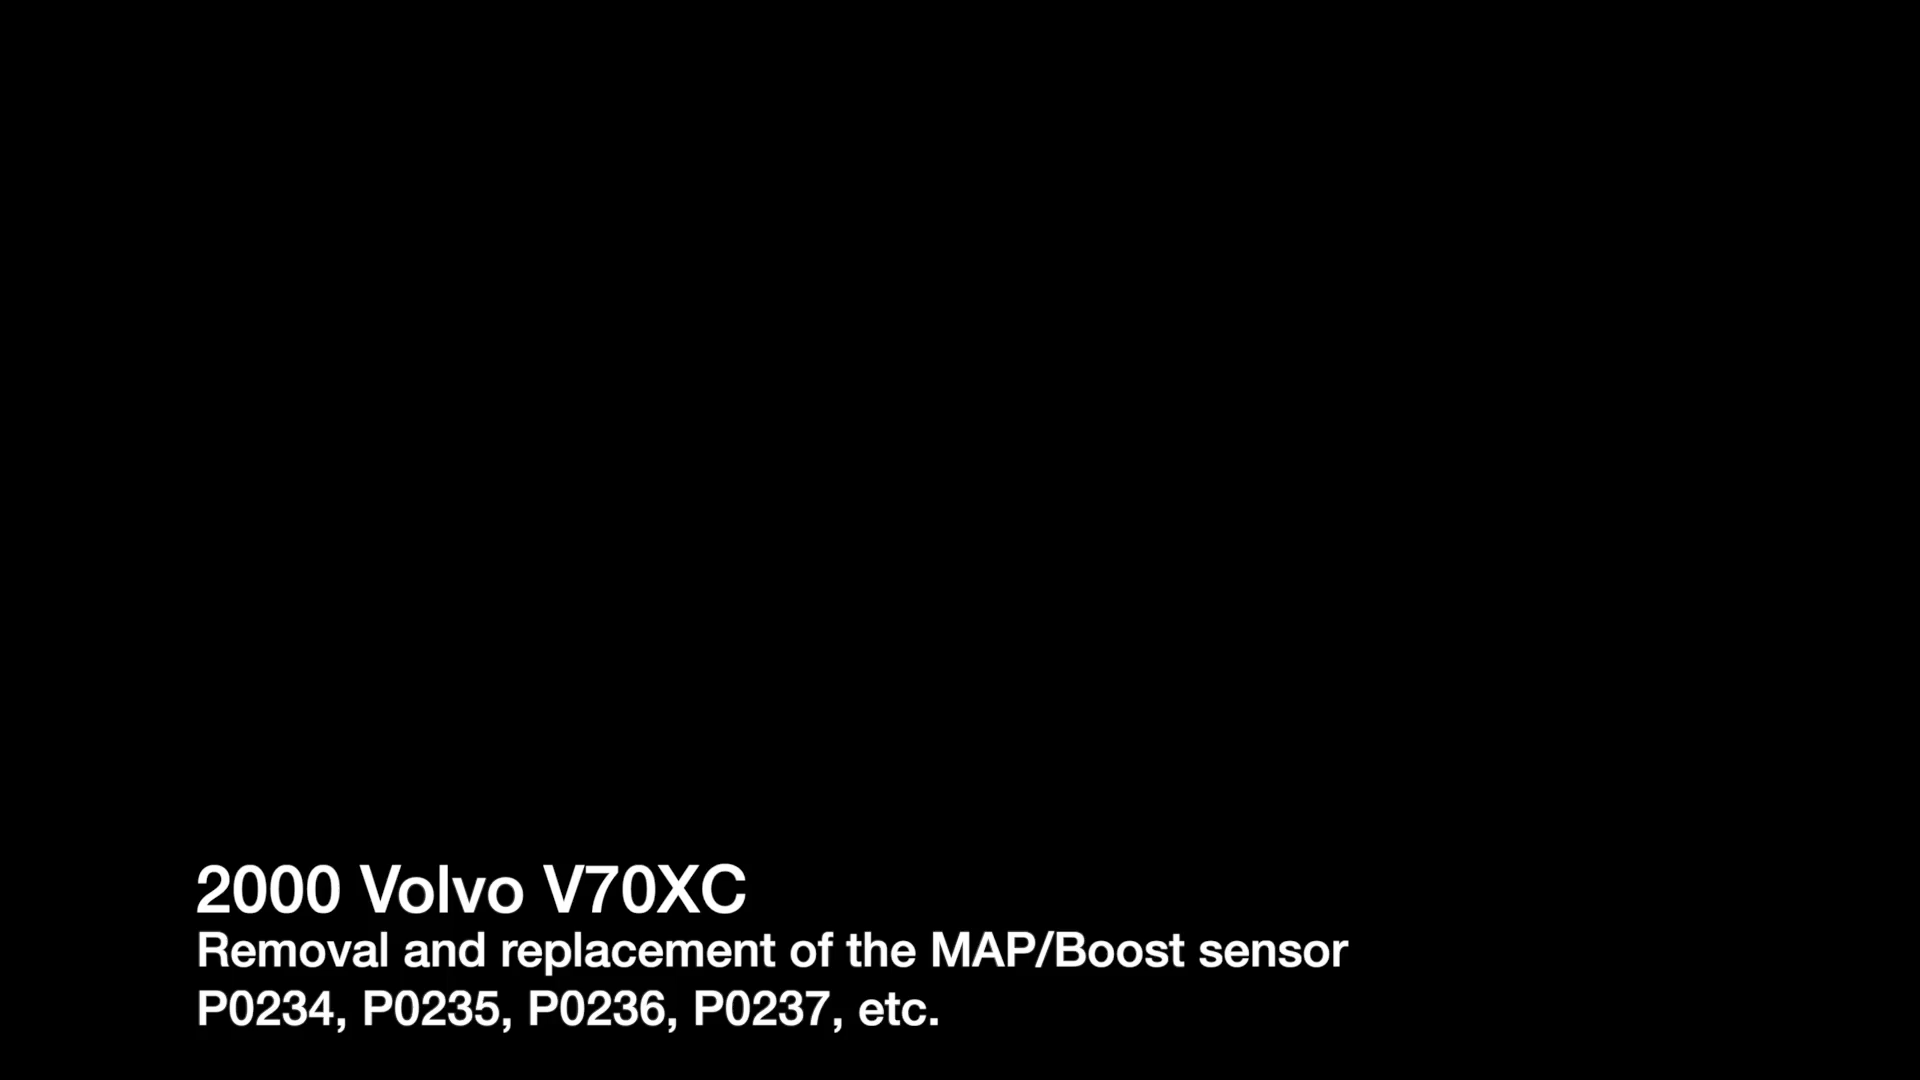 2000 Volvo V70XC
Removal and replacement of the MAP/Boost sensor
P0234, P0235, P0236, P0237, etc.